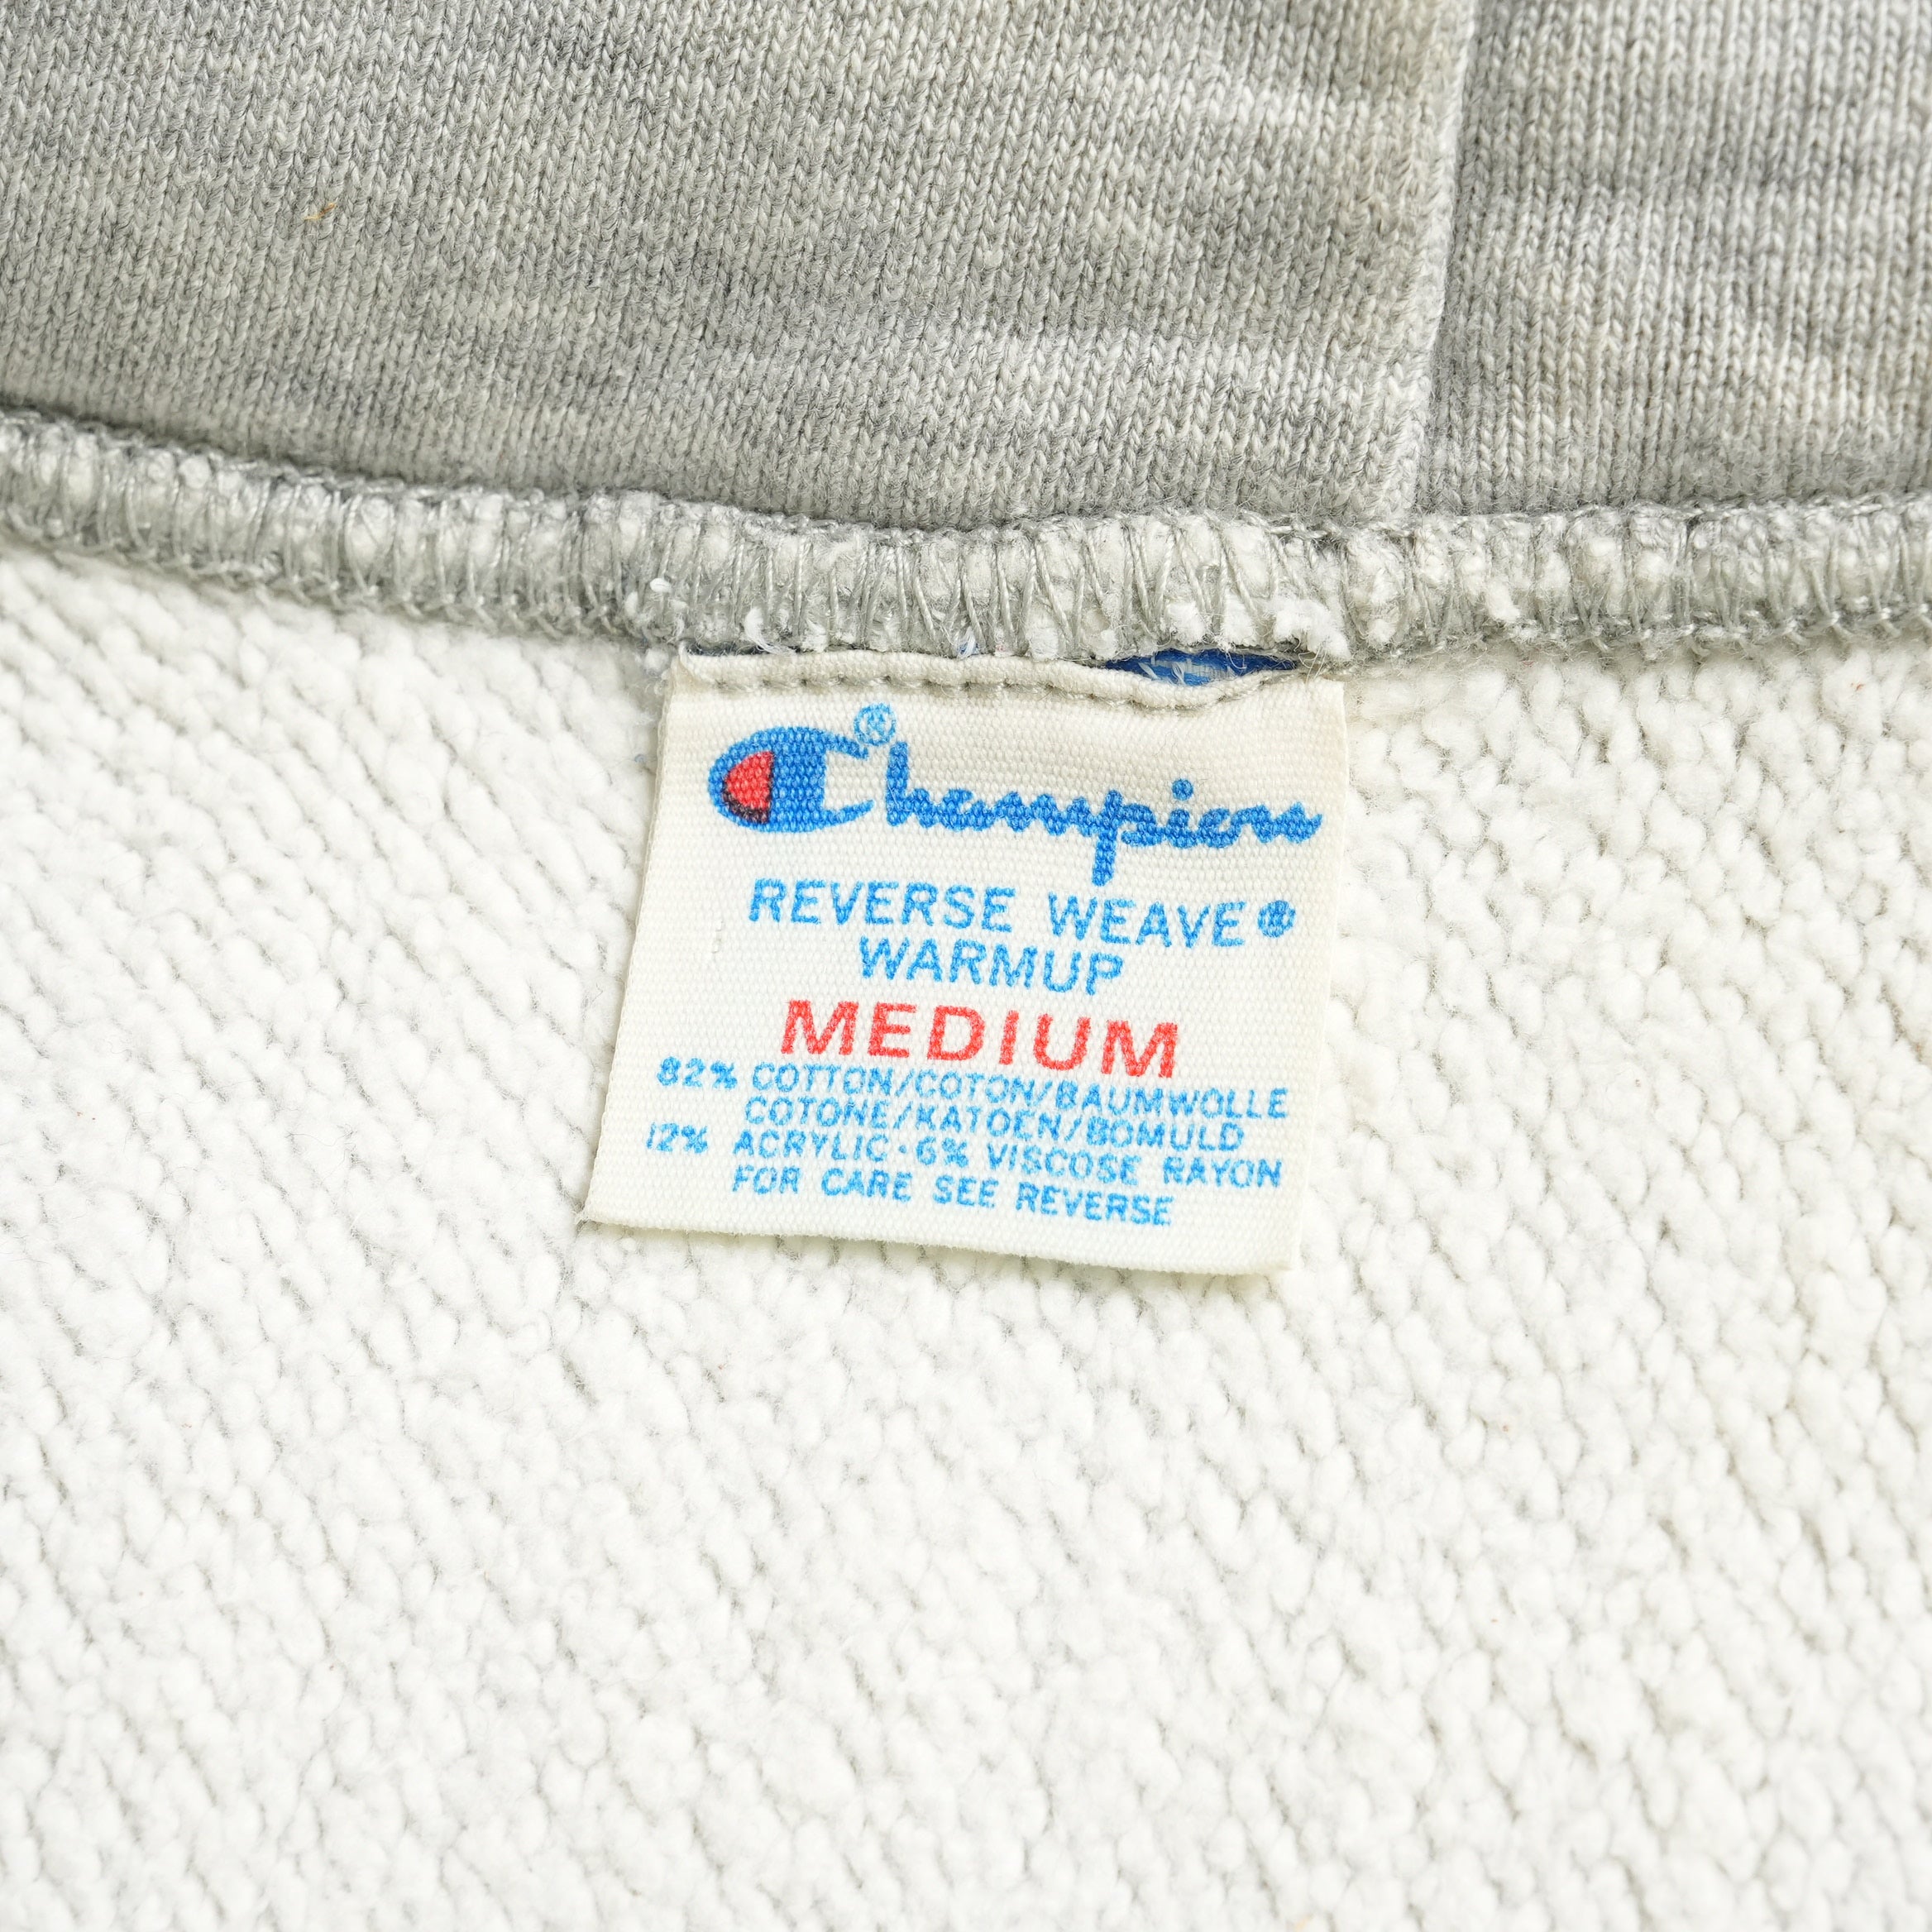 Champion®
REVERSE WEAVE®
WARMUP
MEDIUM
82% COTTON/COTON/BAUMWOLLE
COTONE/KATOEN/BOMULD
12% ACRYLIC·6% VISCOSE RAYON
FOR CARE SEE REVERSE